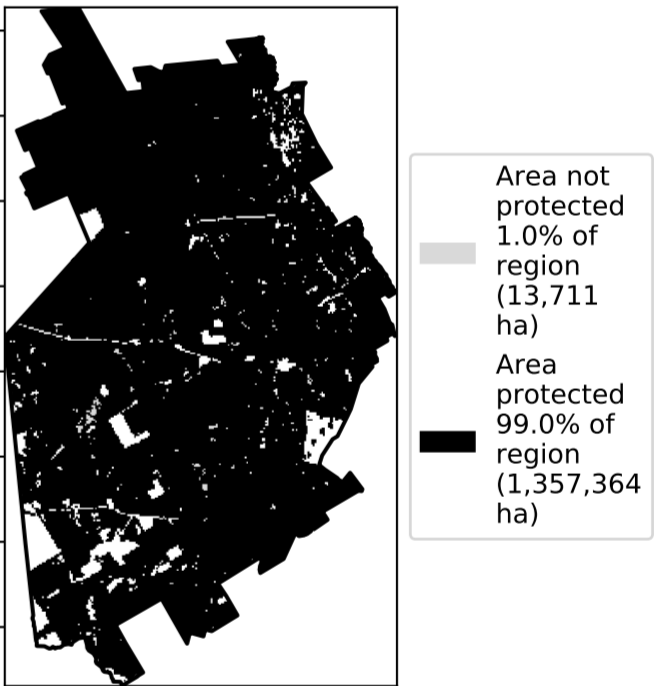 Area not
protected
1.0% of
region
(13,711
ha)
Area
protected
99.0% of
region
(1,357,364
ha)